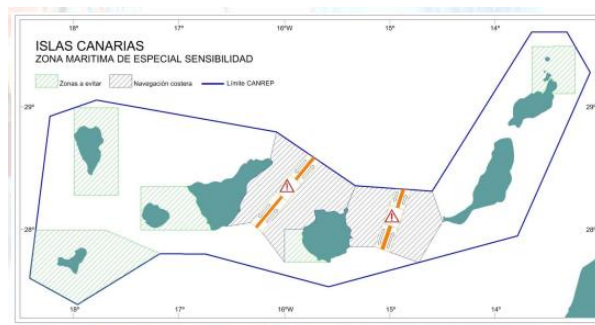 ISLAS CANARIAS
ZONA MARITIMA DE ESPECIAL SENSIBILIDAD
Zonas a evitar
Navegación costera
Límite CANREP
18° 17° 16°W 15° 14°
29° 29°
28° 28°
18° 17° 16°W 15° 14°